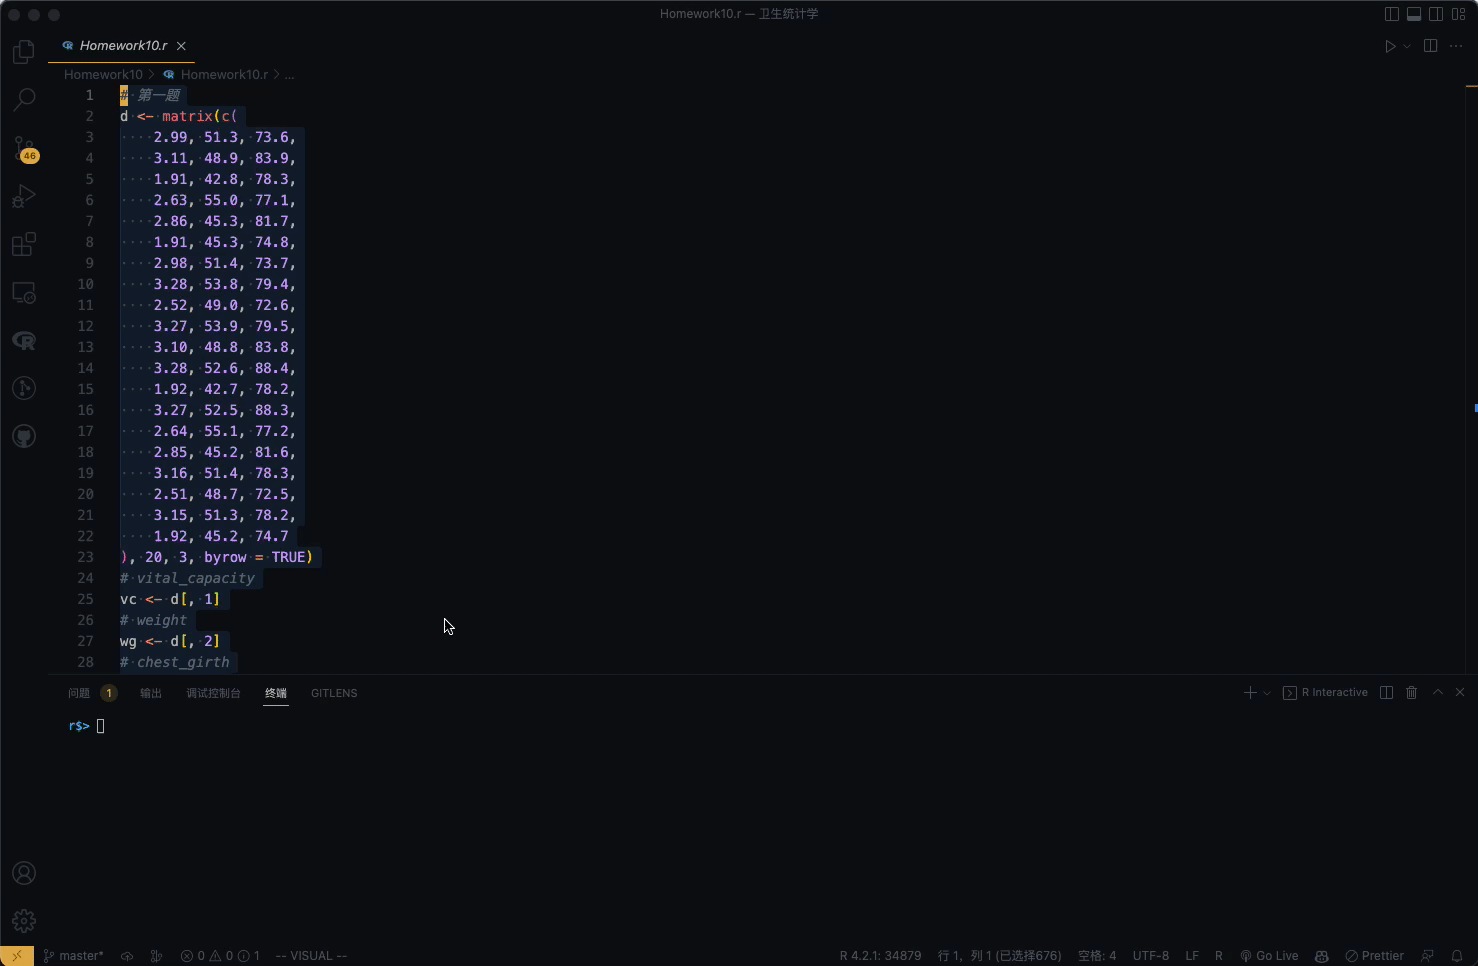 Homework10.r — 卫生统计学
Homework10.r
Homework10 > Homework10.r > ...
46
1 # 第一题
2 d <- matrix(c(
3 2.99, 51.3, 73.6,
4 3.11, 48.9, 83.9,
5 1.91, 42.8, 78.3,
6 2.63, 55.0, 77.1,
7 2.86, 45.3, 81.7,
8 1.91, 45.3, 74.8,
9 2.98, 51.4, 73.7,
10 3.28, 53.8, 79.4,
11 2.52, 49.0, 72.6,
12 3.27, 53.9, 79.5,
13 3.10, 48.8, 83.8,
14 3.28, 52.6, 88.4,
15 1.92, 42.7, 78.2,
16 3.27, 52.5, 88.3,
17 2.64, 55.1, 77.2,
18 2.85, 45.2, 81.6,
19 3.16, 51.4, 78.3,
20 2.51, 48.7, 72.5,
21 3.15, 51.3, 78.2,
22 1.92, 45.2, 74.7
23 ), 20, 3, byrow = TRUE)
24 # vital_capacity
25 vc <- d[, 1]
26 # weight
27 wg <- d[, 2]
28 # chest_girth
问题 1 输出 调试控制台 终端 GITLENS R Interactive
r$>
master* 0 0 1 -- VISUAL -- R 4.2.1: 34879 行 1，列 1 (已选择676) 空格: 4 UTF-8 LF R Go Live Prettier